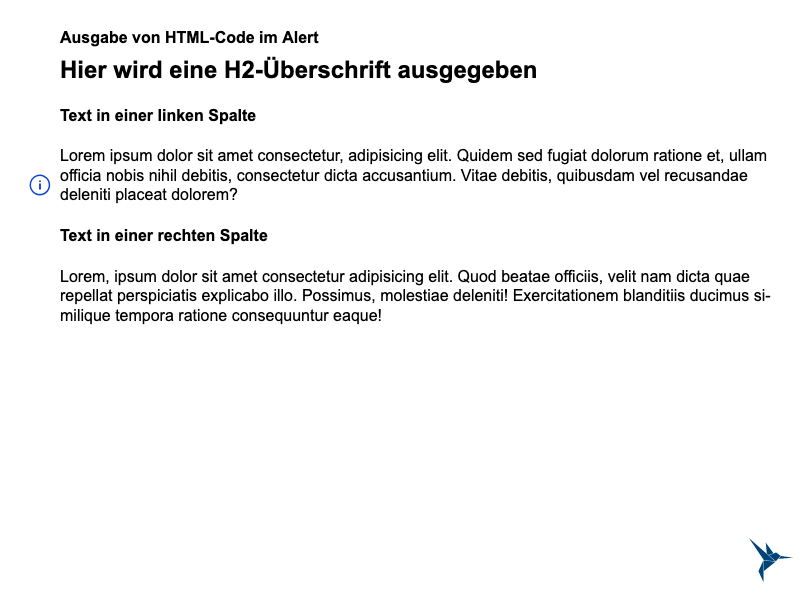 Ausgabe von HTML-Code im Alert
Hier wird eine H2-Überschrift ausgegeben
Text in einer linken Spalte
Lorem ipsum dolor sit amet consectetur, adipisicing elit. Quidem sed fugiat dolorum ratione et, ullam
officia nobis nihil debitis, consectetur dicta accusantium. Vitae debitis, quibusdam vel recusandae
deleniti placeat dolorem?
Text in einer rechten Spalte
Lorem, ipsum dolor sit amet consectetur adipisicing elit. Quod beatae officiis, velit nam dicta quae
repellat perspiciatis explicabo illo. Possimus, molestiae deleniti! Exercitationem blanditiis ducimus si-
milique tempora ratione consequuntur eaque!